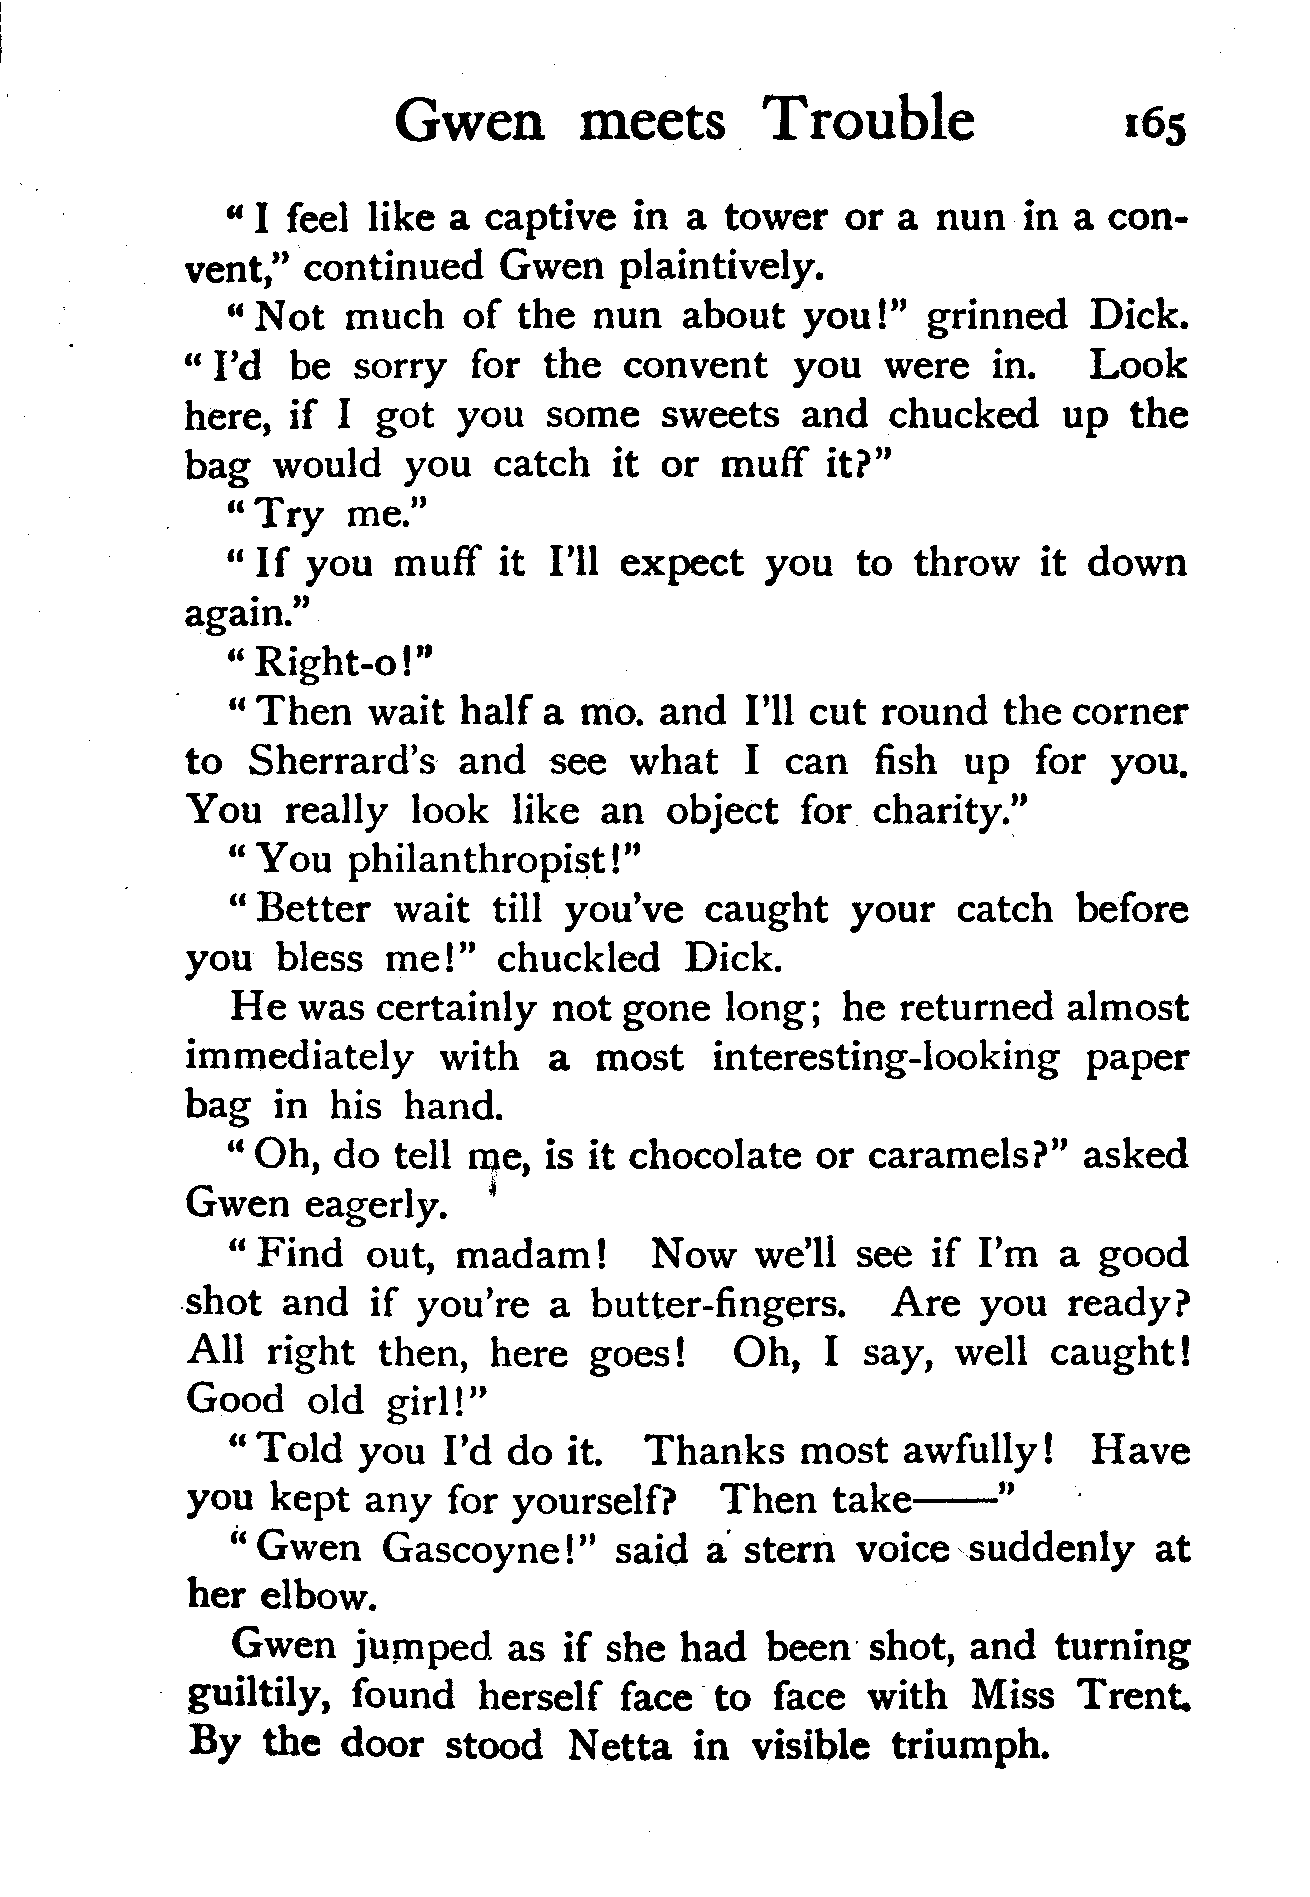 Gwen meets Trouble 165
"I feel like a captive in a tower or a nun in a con-
vent," continued Gwen plaintively.
"Not much of the nun about you!" grinned Dick.
"I'd be sorry for the convent you were in. Look
here, if I got you some sweets and chucked up the
bag would you catch it or muff it?"
"Try me."
"If you muff it I'll expect you to throw it down
again."
"Right-o!"
"Then wait half a mo. and I'll cut round the corner
to Sherrard's and see what I can fish up for you.
You really look like an object for charity."
"You philanthropist!"
"Better wait till you've caught your catch before
you bless me!" chuckled Dick.
He was certainly not gone long; he returned almost
immediately with a most interesting-looking paper
bag in his hand.
"Oh, do tell me, is it chocolate or caramels?" asked
Gwen eagerly.
"Find out, madam! Now we'll see if I'm a good
shot and if you're a butter-fingers. Are you ready?
All right then, here goes! Oh, I say, well caught!
Good old girl!"
"Told you I'd do it. Thanks most awfully! Have
you kept any for yourself? Then take——"
"Gwen Gascoyne!" said a stern voice suddenly at
her elbow.
Gwen jumped as if she had been shot, and turning
guiltily, found herself face to face with Miss Trent.
By the door stood Netta in visible triumph.